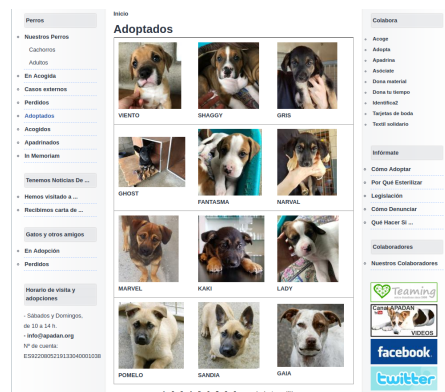 Perros
Nuestros Perros
Cachorros
Adultos
En Acogida
Casos externos
Perdidos
Adoptados
Acogidos
Apadrinados
In Memoriam
Tenemos Noticias De ...
Hemos visitado a ...
Recibimos carta de ...
Gatos y otros amigos
En Adopción
Perdidos
Horario de visita y
adopciones
- Sábados y Domingos,
de 10 a 14 h.
- info@apadan.org
Nº de cuenta:
ES9220805219133040001038
Inicio
Adoptados
VIENTO
SHAGGY
GRIS
GHOST
FANTASMA
NARVAL
MARVEL
KAKI
LADY
POMELO
SANDIA
GAIA
Colabora
Acoge
Adopta
Apadrina
Asóciate
Dona material
Dona tu tiempo
Identifica2
Tarjetas de boda
Textil solidario
Infórmate
Cómo Adoptar
Por Qué Esterilizar
Legislación
Cómo Denunciar
Qué Hacer Si ...
Colaboradores
Nuestros Colaboradores
Teaming
Canal APADAN
VIDEOS
facebook
twitter